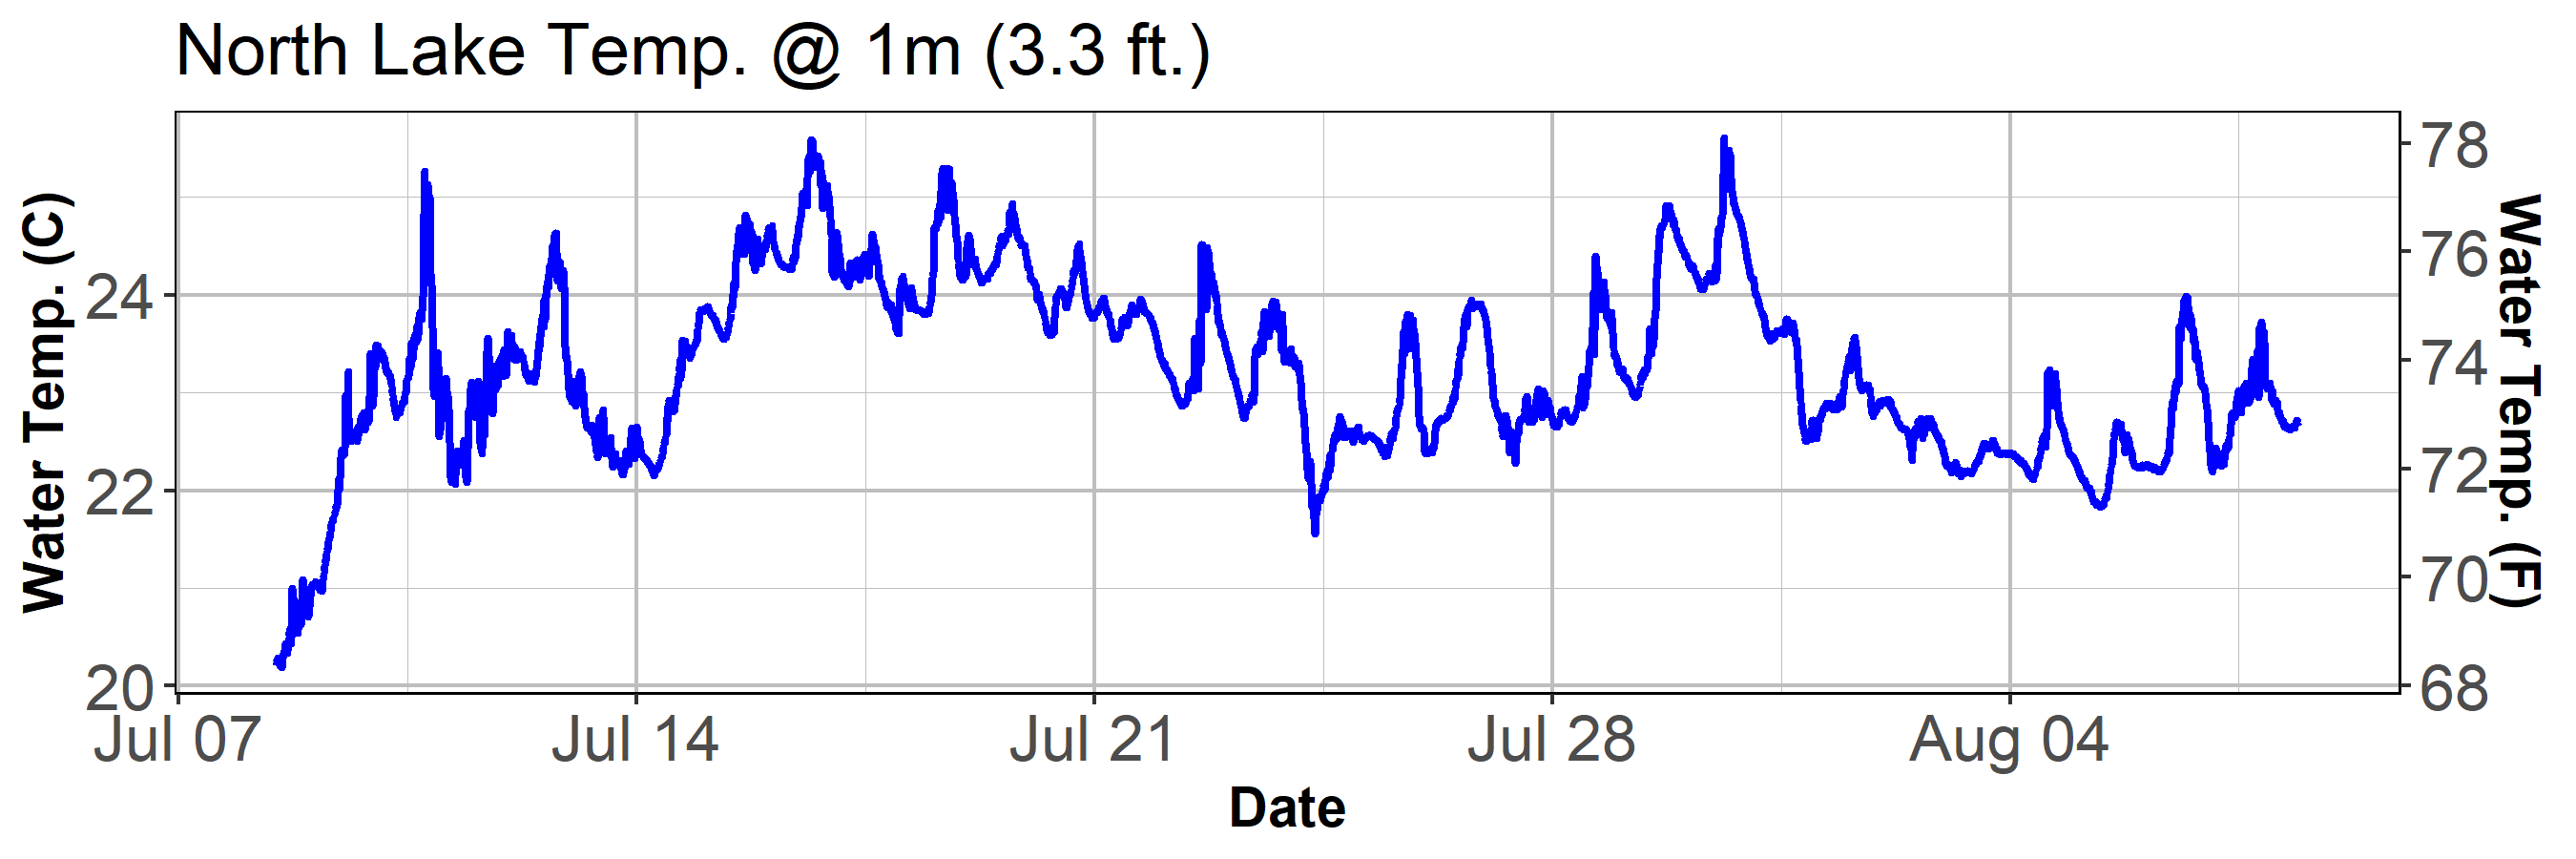 North Lake Temp. @ 1m (3.3 ft.)
Water Temp. (C)
24
22
20
78
76
74
72
70
68
Water Temp. (F)
Jul 07
Jul 14
Jul 21
Jul 28
Aug 04
Date